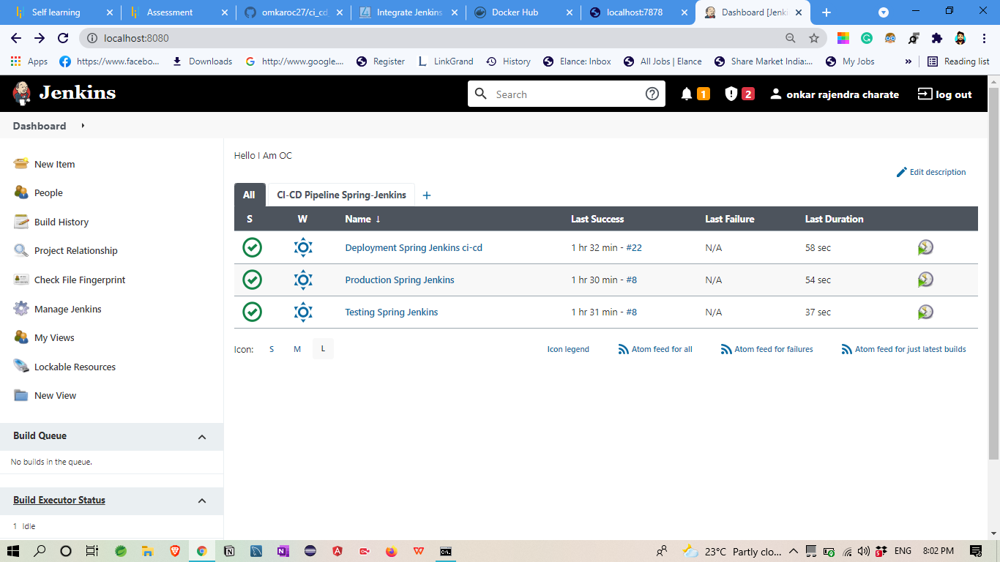 Self learning
Assessment
omkaroc27/ci_cd
Integrate Jenkins
Docker Hub
localhost:7878
Dashboard [Jenki
localhost:8080
Apps
https://www.facebo...
Downloads
http://www.google....
Register
LinkGrand
History
Elance: Inbox
All Jobs | Elance
Share Market India:...
My Jobs
»
Reading list
Jenkins
Search
1
2
onkar rajendra charate
log out
Dashboard
New Item
People
Build History
Project Relationship
Check File Fingerprint
Manage Jenkins
My Views
Lockable Resources
New View
Build Queue
No builds in the queue.
Build Executor Status
1 Idle
Hello I Am OC
Edit description
All CI-CD Pipeline Spring-Jenkins +
S W Name ↓ Last Success Last Failure Last Duration
Deployment Spring Jenkins ci-cd 1 hr 32 min - #22 N/A 58 sec
Production Spring Jenkins 1 hr 30 min - #8 N/A 54 sec
Testing Spring Jenkins 1 hr 31 min - #8 N/A 37 sec
Icon: S M L
Icon legend
Atom feed for all
Atom feed for failures
Atom feed for just latest builds
23°C Partly clo...
ENG
8:02 PM